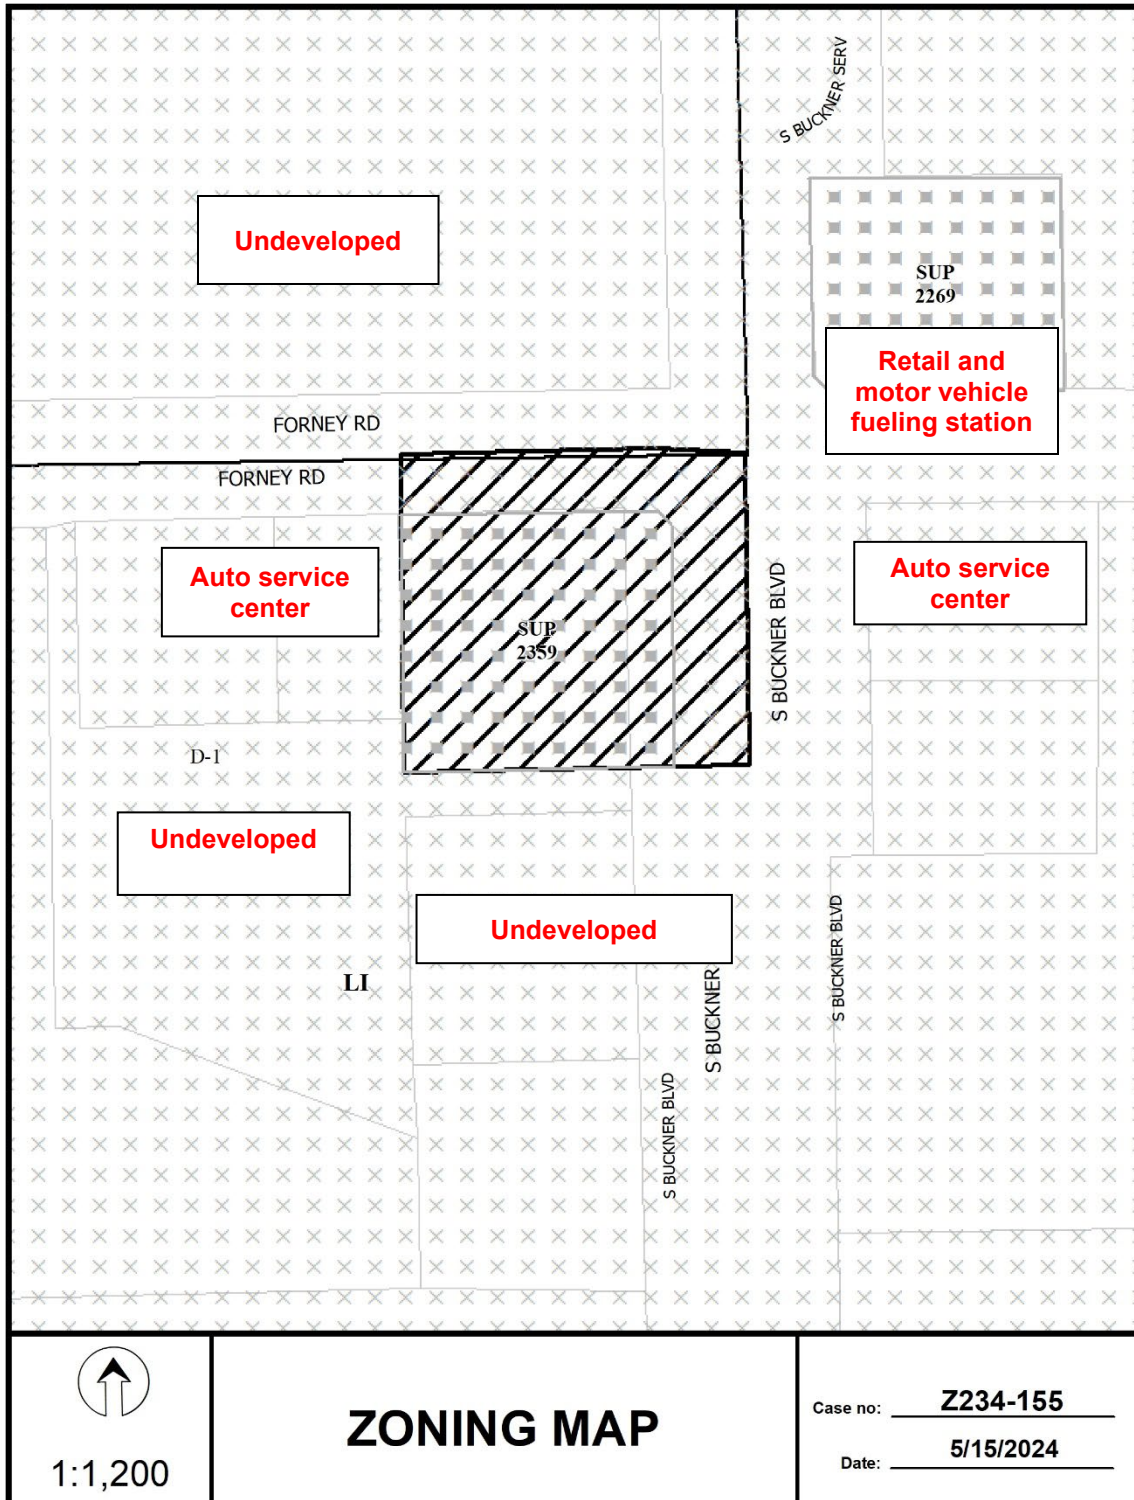 S BUCKNER SERV
Undeveloped
SUP
2269
Retail and
motor vehicle
fueling station
FORNEY RD
FORNEY RD
Auto service
center
SUP
2359
S BUCKNER BLVD
Auto service
center
D-1
Undeveloped
Undeveloped
S BUCKNER BLVD
LI
S BUCKNER
S BUCKNER BLVD
1:1,200
ZONING MAP
Case no: Z234-155
Date: 5/15/2024